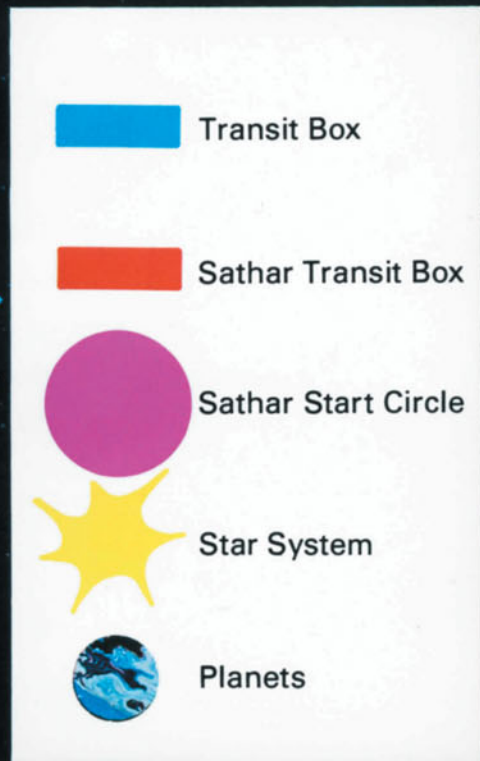 Transit Box
Sathar Transit Box
Sathar Start Circle
Star System
Planets